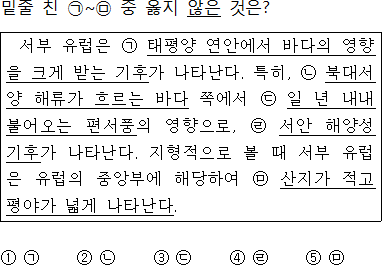 밑줄 친 ㉠~㉤ 중 옳지 않은 것은?
서부 유럽은 ㉠ 태평양 연안에서 바다의 영향
을 크게 받는 기후가 나타난다. 특히, ㉡ 북대서
양 해류가 흐르는 바다 쪽에서 ㉢ 일 년 내내
불어오는 편서풍의 영향으로, ㉣ 서안 해양성
기후가 나타난다. 지형적으로 볼 때 서부 유럽
은 유럽의 중앙부에 해당하여 ㉤ 산지가 적고
평야가 넓게 나타난다.
① ㉠ ② ㉡ ③ ㉢ ④ ㉣ ⑤ ㉤